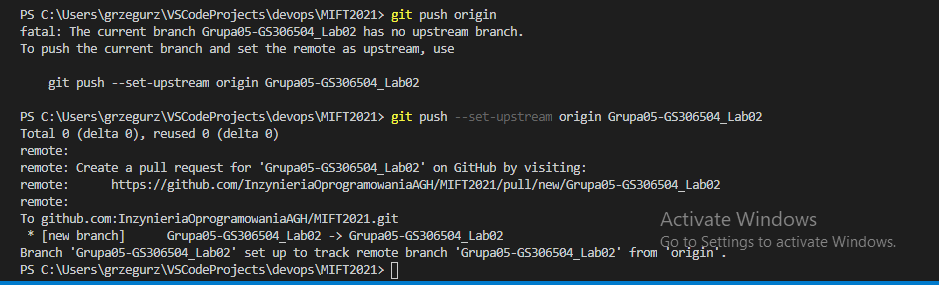 PS C:\Users\grzegurz\VSCodeProjects\devops\MIFT2021> git push origin
fatal: The current branch Grupa05-GS306504_Lab02 has no upstream branch.
To push the current branch and set the remote as upstream, use
    git push --set-upstream origin Grupa05-GS306504_Lab02
PS C:\Users\grzegurz\VSCodeProjects\devops\MIFT2021> git push --set-upstream origin Grupa05-GS306504_Lab02
Total 0 (delta 0), reused 0 (delta 0)
remote:
remote: Create a pull request for 'Grupa05-GS306504_Lab02' on GitHub by visiting:
remote:      https://github.com/InzynieriaOprogramowaniaAGH/MIFT2021/pull/new/Grupa05-GS306504_Lab02
remote:
To github.com:InzynieriaOprogramowaniaAGH/MIFT2021.git
 * [new branch]      Grupa05-GS306504_Lab02 -> Grupa05-GS306504_Lab02
Branch 'Grupa05-GS306504_Lab02' set up to track remote branch 'Grupa05-GS306504_Lab02' from 'origin'.
PS C:\Users\grzegurz\VSCodeProjects\devops\MIFT2021>
Activate Windows
Go to Settings to activate Windows.